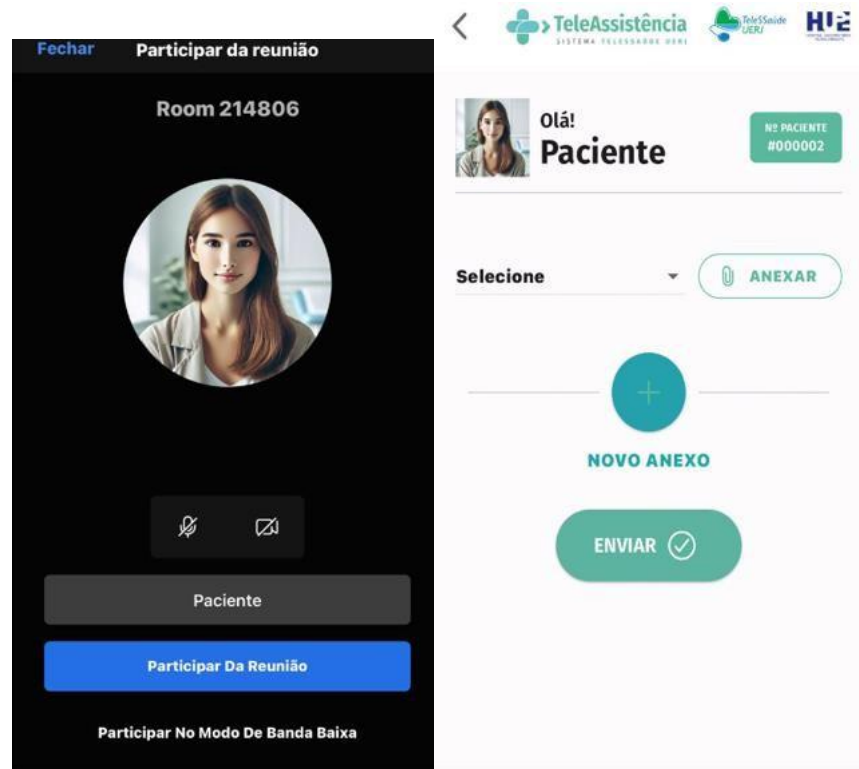 Fechar
Participar da reunião
Room 214806
Paciente
Participar Da Reunião
Participar No Modo De Banda Baixa
TeleAssistência
SISTEMA TELESSAÚDE UERJ
TeleSSaúde
UERJ
Olá!
Paciente
Nº PACIENTE
#000002
Selecione
ANEXAR
NOVO ANEXO
ENVIAR